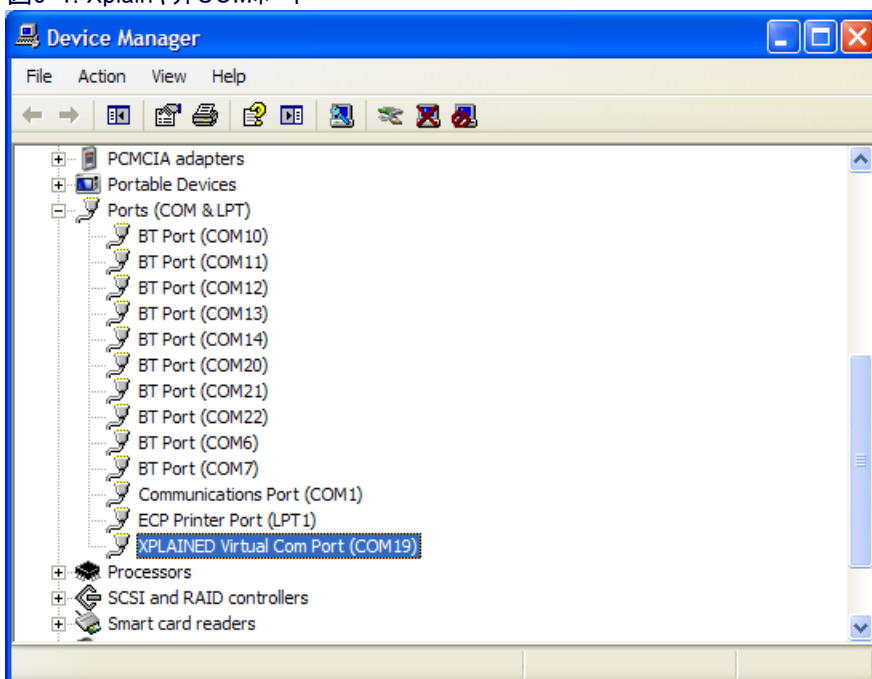 Device Manager
File Action View Help
PCMCIA adapters
Portable Devices
Ports (COM & LPT)
BT Port (COM10)
BT Port (COM11)
BT Port (COM12)
BT Port (COM13)
BT Port (COM14)
BT Port (COM20)
BT Port (COM21)
BT Port (COM22)
BT Port (COM6)
BT Port (COM7)
Communications Port (COM1)
ECP Printer Port (LPT1)
XPLAINED Virtual Com Port (COM19)
Processors
SCSI and RAID controllers
Smart card readers